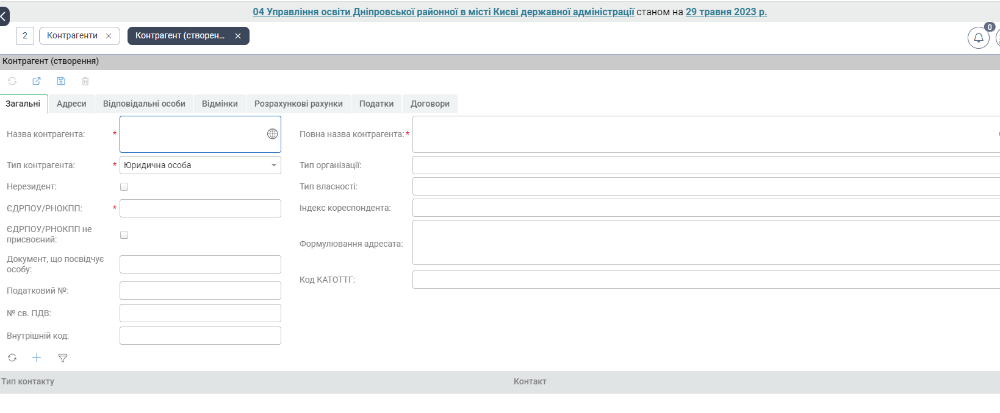 04 Управління освіти Дніпровської районної в місті Києві державної адміністрації станом на 29 травня 2023 р.
2 Контрагенти Контрагент (створен... 0
Контрагент (створення)
Загальні Адреси Відповідальні особи Відмінки Розрахункові рахунки Податки Договори
Назва контрагента: * Повна назва контрагента: *
Тип контрагента: * Юридична особа Тип організації:
Нерезидент: Тип власності:
ЄДРПОУ/РНОКПП: * Індекс кореспондента:
ЄДРПОУ/РНОКПП не
присвоєний:
Формулювання адресата:
Документ, що посвідчує
особу:
Код КАТОТТГ:
Податковий №:
№ св. ПДВ:
Внутрішній код:
Тип контакту Контакт